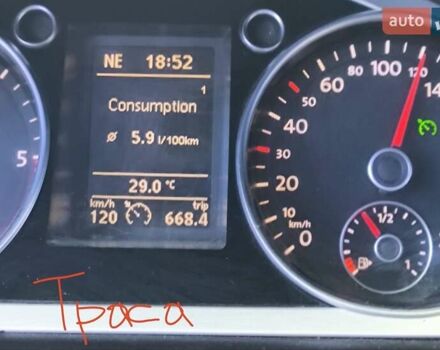 auto
NE 18:52
1
Consumption
ø 5.9 l/100km
29.0 °C
km/h trip
120 668.4
5
0 10 20 30 40 50 60 80 100 120 14
km/h
1/2
1
Траса